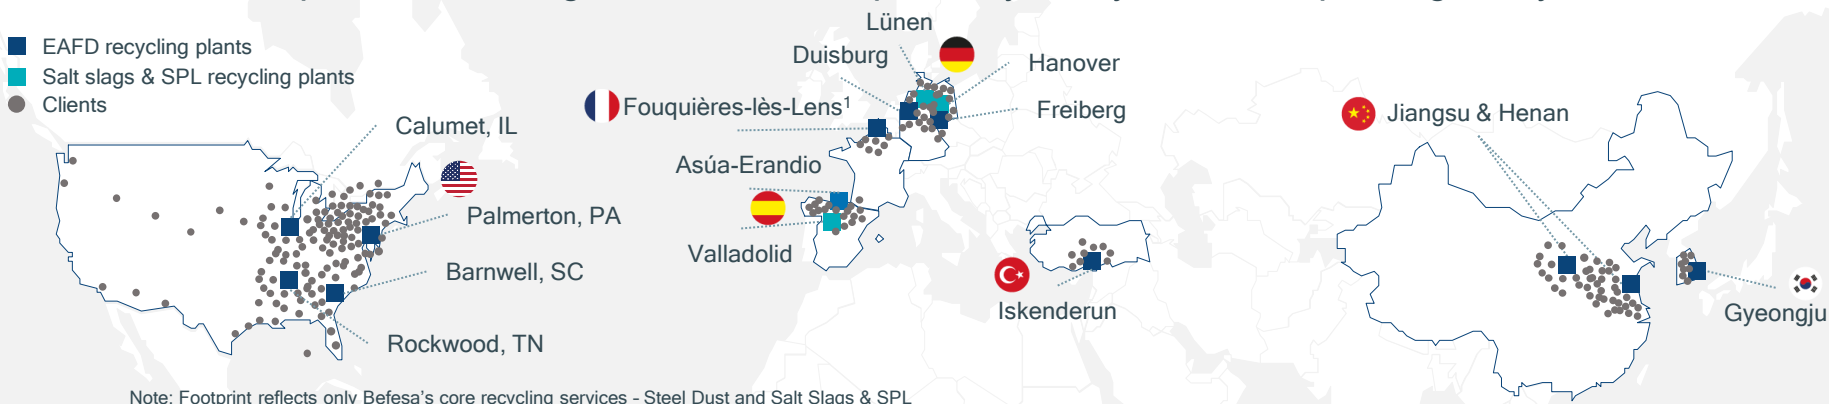 EAFD recycling plants
Salt slags & SPL recycling plants
Clients
Calumet, IL
Palmerton, PA
Barnwell, SC
Rockwood, TN
Lünen
Duisburg
Hanover
Fouquières-lès-Lens¹
Freiberg
Asúa-Erandio
Valladolid
Iskenderun
Jiangsu & Henan
Gyeongju
Note: Footprint reflects only Befesa's core recycling services - Steel Dust and Salt Slags & SPL